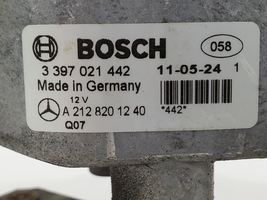 BOSCH 058
3 397 021 442 11-05-24 1
Made in Germany
12 V
A 212 820 12 40 *442*
Q07